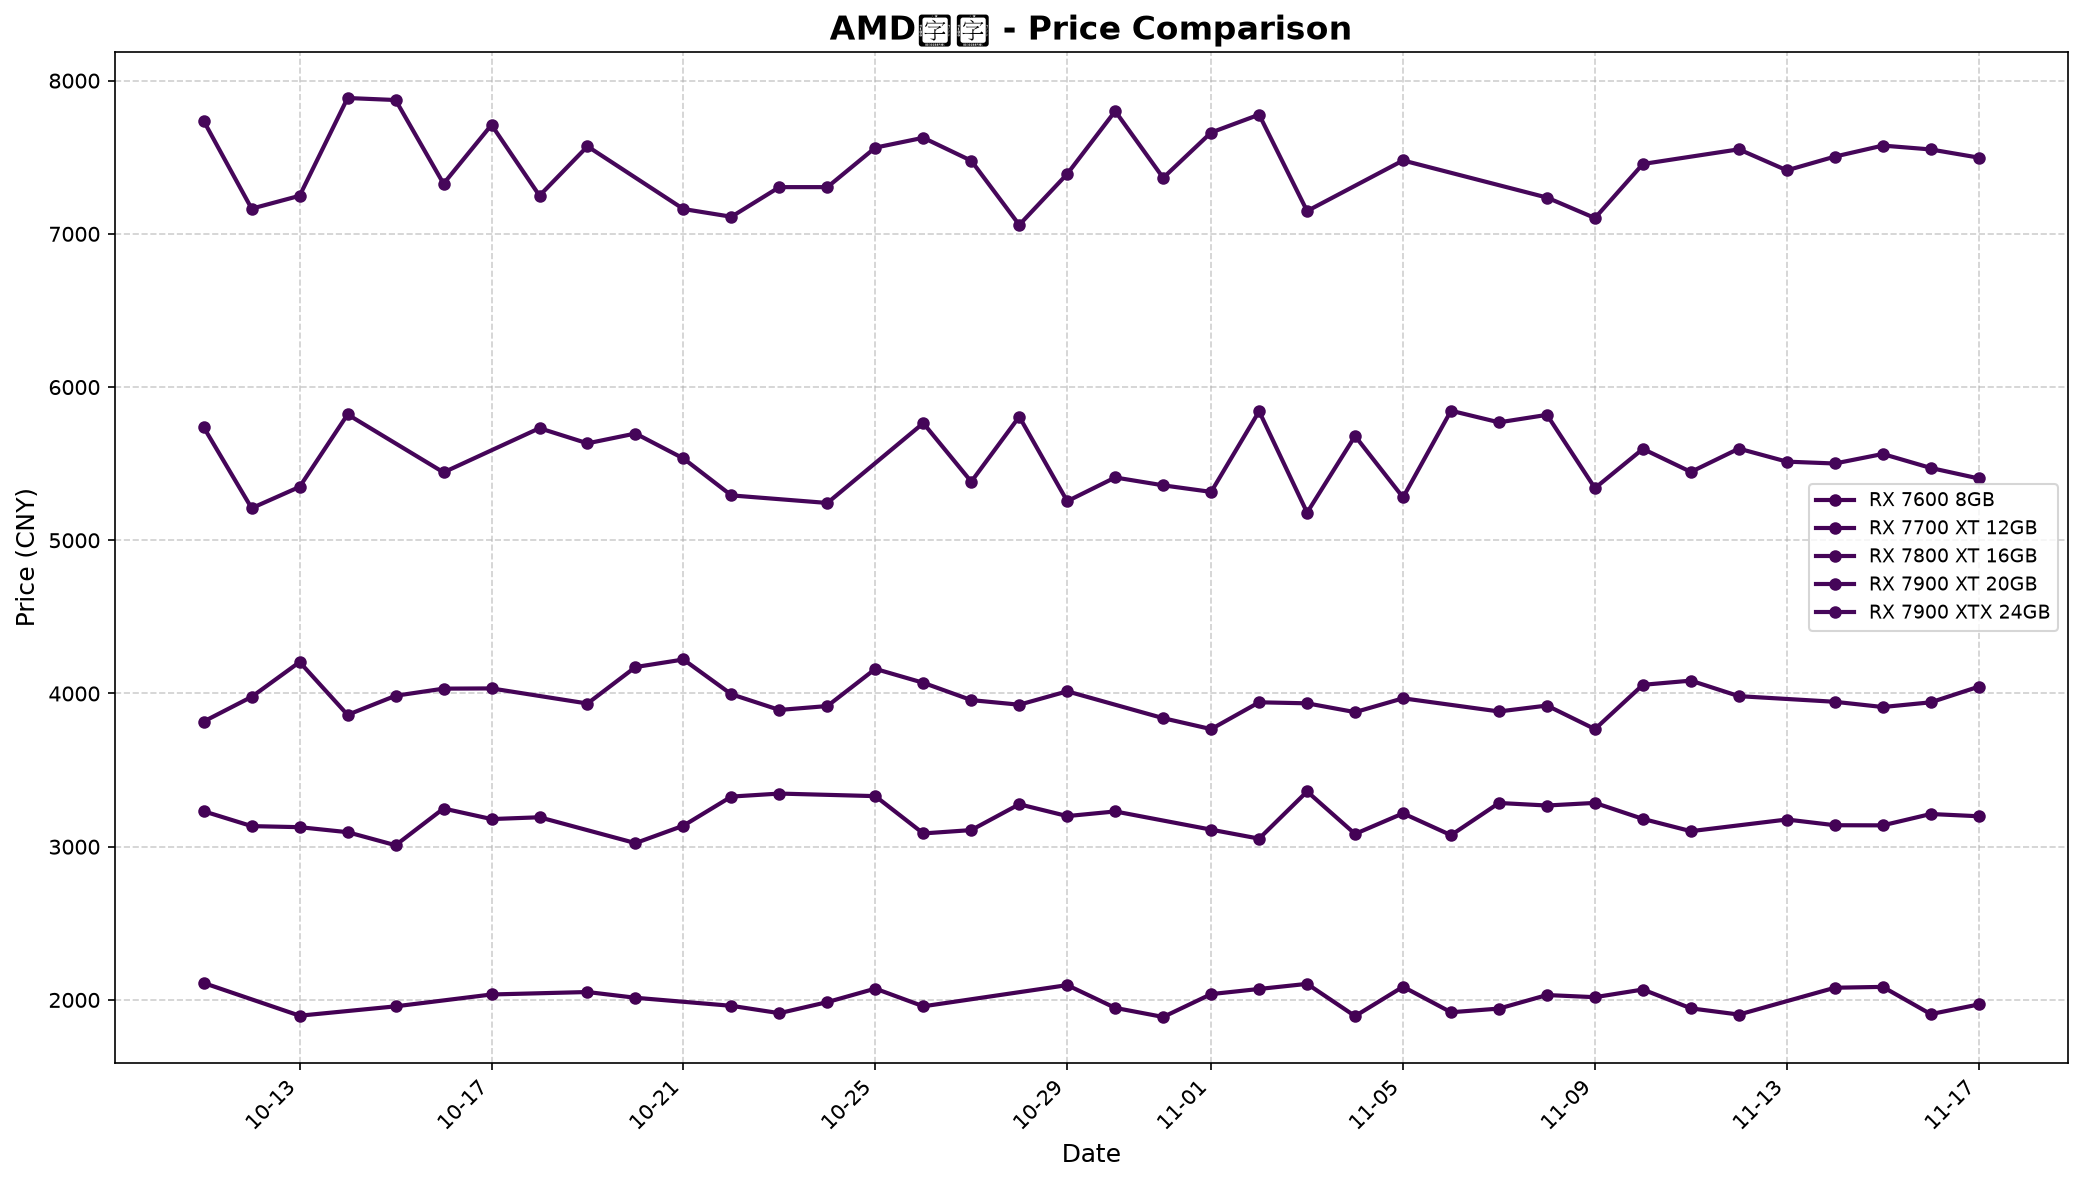 AMD - Price Comparison
8000
7000
6000
5000
4000
3000
2000
Price (CNY)
RX 7600 8GB
RX 7700 XT 12GB
RX 7800 XT 16GB
RX 7900 XT 20GB
RX 7900 XTX 24GB
10-13
10-17
10-21
10-25
10-29
11-01
11-05
11-09
11-13
11-17
Date